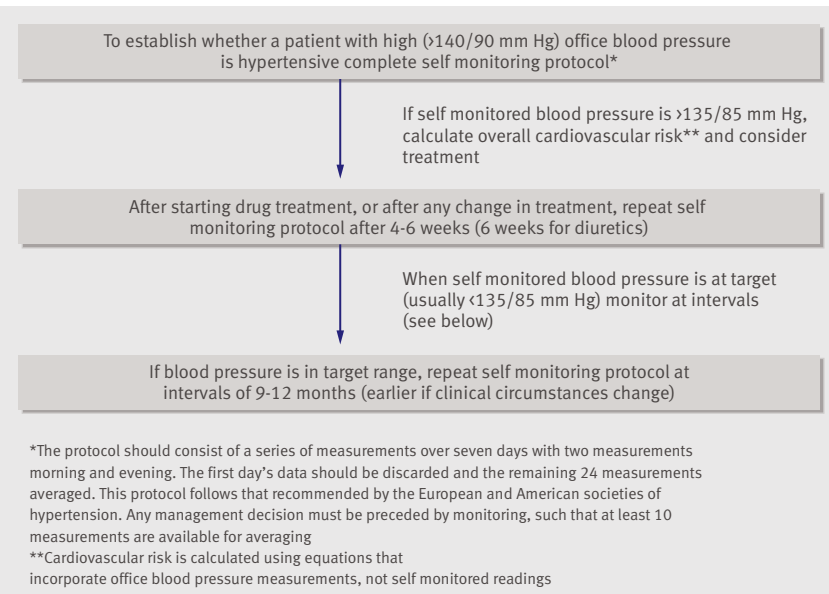 To establish whether a patient with high (>140/90 mm Hg) office blood pressure
is hypertensive complete self monitoring protocol*
If self monitored blood pressure is >135/85 mm Hg,
calculate overall cardiovascular risk** and consider
treatment
After starting drug treatment, or after any change in treatment, repeat self
monitoring protocol after 4-6 weeks (6 weeks for diuretics)
When self monitored blood pressure is at target
(usually <135/85 mm Hg) monitor at intervals
(see below)
If blood pressure is in target range, repeat self monitoring protocol at
intervals of 9-12 months (earlier if clinical circumstances change)
*The protocol should consist of a series of measurements over seven days with two measurements
morning and evening. The first day's data should be discarded and the remaining 24 measurements
averaged. This protocol follows that recommended by the European and American societies of
hypertension. Any management decision must be preceded by monitoring, such that at least 10
measurements are available for averaging
**Cardiovascular risk is calculated using equations that
incorporate office blood pressure measurements, not self monitored readings